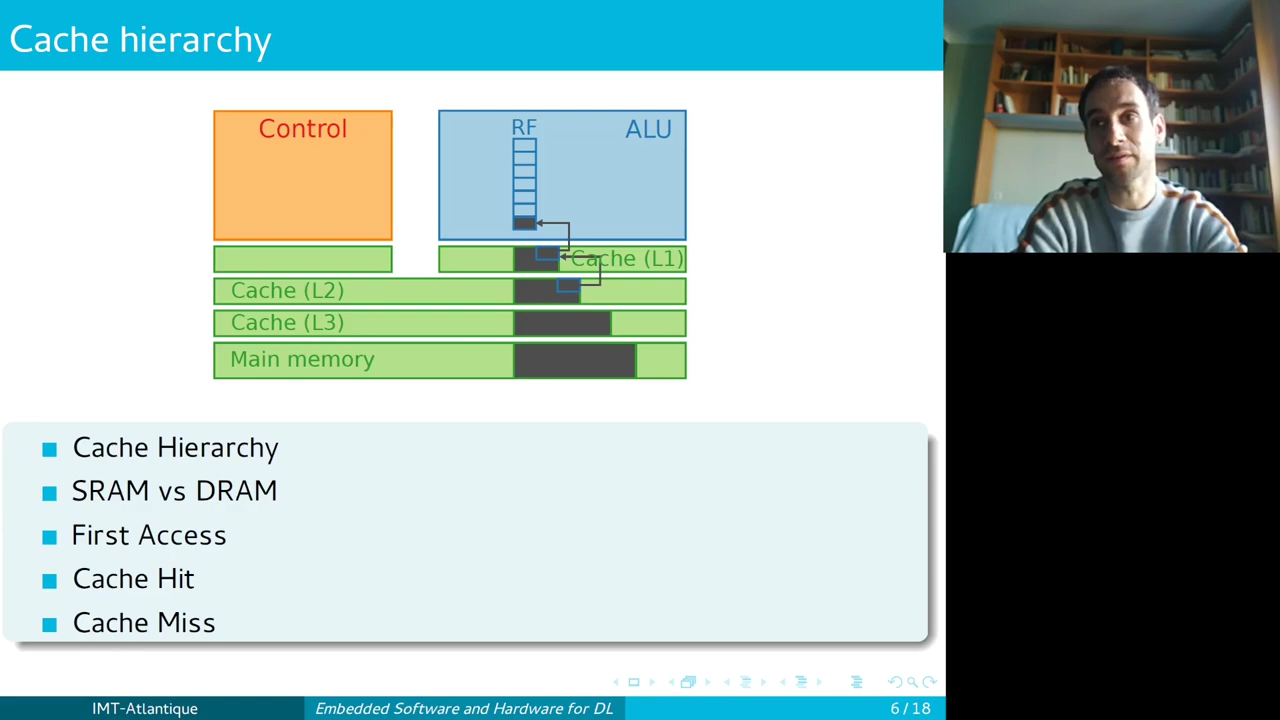 Cache hierarchy
Control
RF
ALU
Cache (L1)
Cache (L2)
Cache (L3)
Main memory
Cache Hierarchy
SRAM vs DRAM
First Access
Cache Hit
Cache Miss
IMT-Atlantique
Embedded Software and Hardware for DL
6 / 18